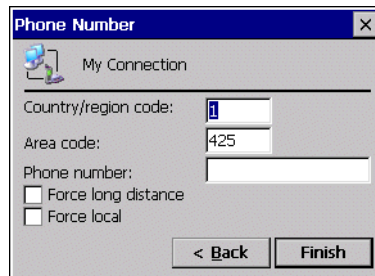 Phone Number
My Connection
Country/region code: 1
Area code: 425
Phone number:
Force long distance
Force local
< Back Finish